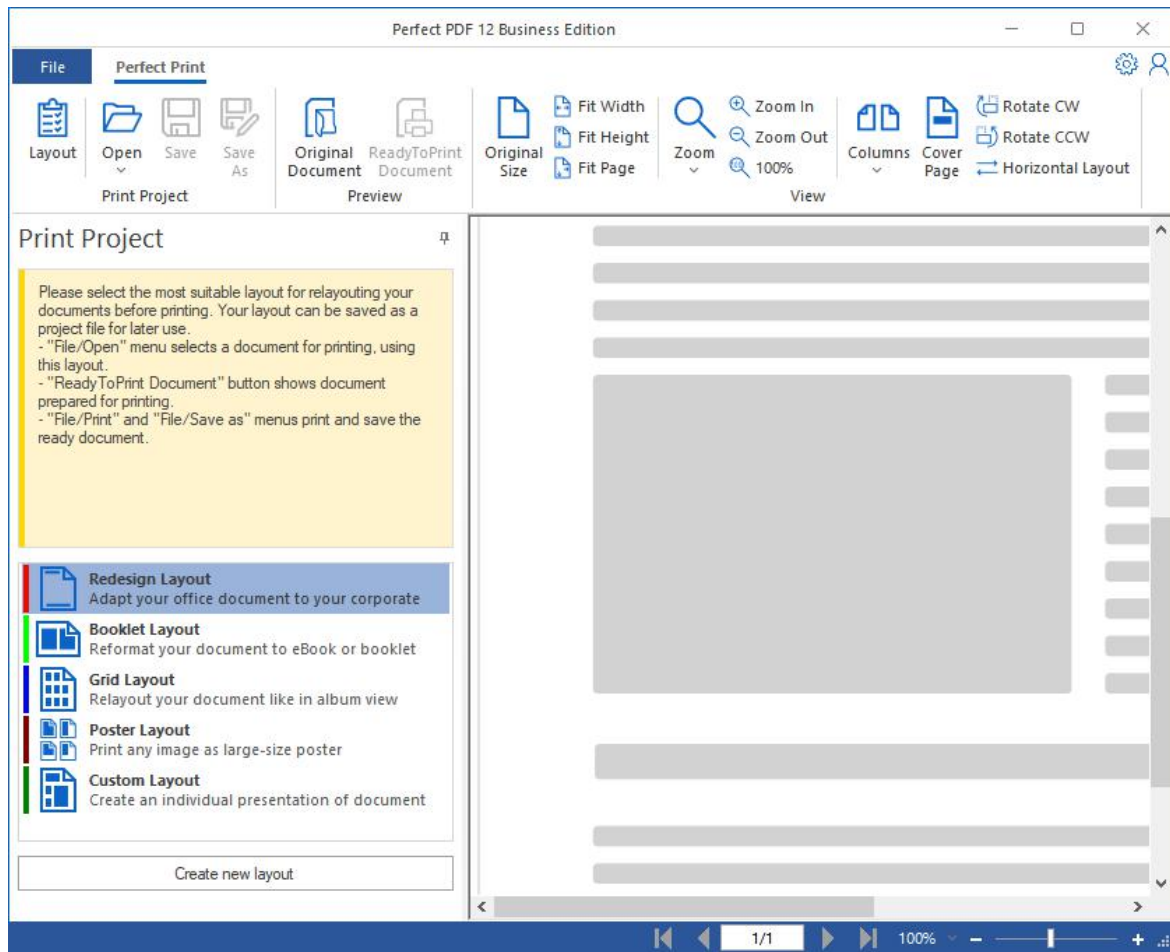 Perfect PDF 12 Business Edition
File
Perfect Print
Layout
Open
Save
Save
As
Print Project
Original
Document
ReadyToPrint
Document
Preview
Original
Size
Fit Width
Fit Height
Fit Page
Zoom
Zoom In
Zoom Out
100%
Columns
Cover
Page
Rotate CW
Rotate CCW
Horizontal Layout
View
Print Project
Please select the most suitable layout for relayouting your
documents before printing. Your layout can be saved as a
project file for later use.
- "File/Open" menu selects a document for printing, using
this layout.
- "ReadyToPrint Document" button shows document
prepared for printing.
- "File/Print" and "File/Save as" menus print and save the
ready document.
Redesign Layout
Adapt your office document to your corporate
Booklet Layout
Reformat your document to eBook or booklet
Grid Layout
Relayout your document like in album view
Poster Layout
Print any image as large-size poster
Custom Layout
Create an individual presentation of document
Create new layout
1/1
100%